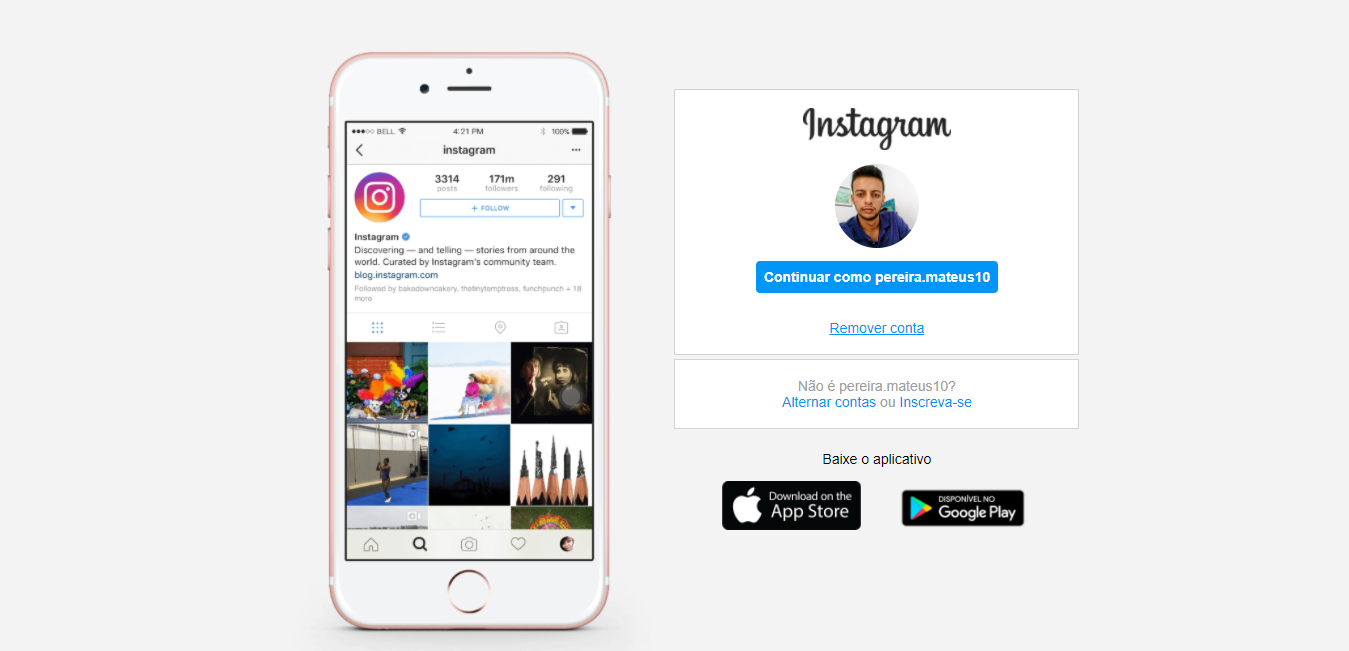 ●●●○○ BELL 4:21 PM 100%
instagram
3314 171m 291
posts followers following
+ FOLLOW
Instagram
Discovering — and telling — stories from around the
world. Curated by Instagram's community team.
blog.instagram.com
Followed by bakedowncakery, thetinytemptress, funchpunch + 18
more
Instagram
Continuar como pereira.mateus10
Remover conta
Não é pereira.mateus10?
Alternar contas ou Inscreva-se
Baixe o aplicativo
Download on the
App Store
DISPONÍVEL NO
Google Play